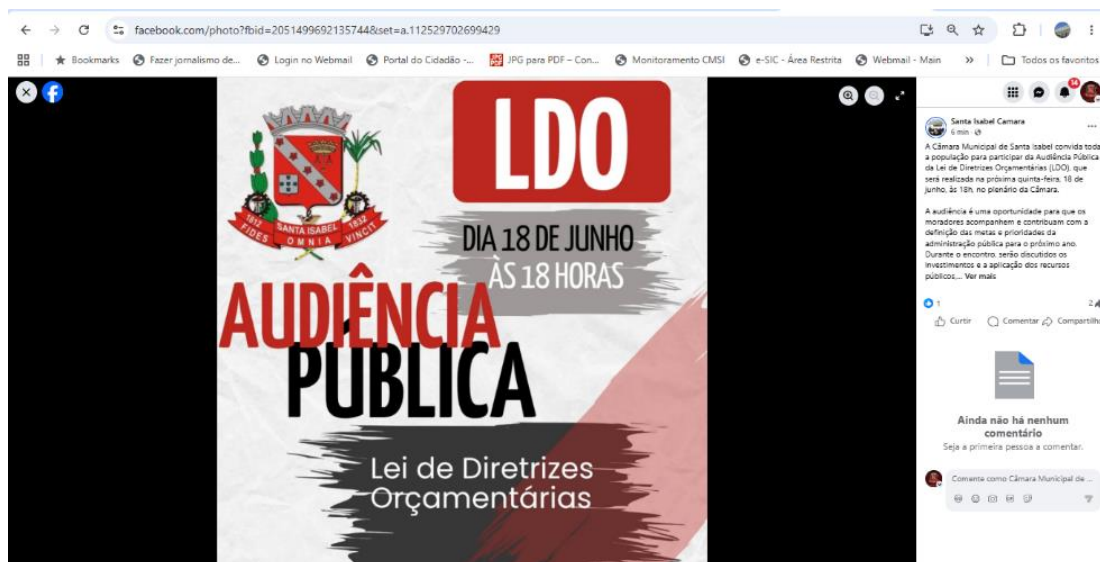 facebook.com/photo?fbid=2051499692135744&set=a.112529702699429
Bookmarks
Fazer jornalismo de...
Login no Webmail
Portal do Cidadão -...
JPG para PDF – Con...
Monitoramento CMSI
e-SIC - Área Restrita
Webmail - Main
»
Todos os favoritos
LDO
DIA 18 DE JUNHO
ÀS 18 HORAS
1812 SANTA ISABEL 1832
FIDES OMNIA VINCIT
AUDIÊNCIA
PÚBLICA
Lei de Diretrizes
Orçamentárias
14
Santa Isabel Camara
6 min
A Câmara Municipal de Santa Isabel convida toda
a população para participar da Audiência Pública
da Lei de Diretrizes Orçamentárias (LDO), que
será realizada na próxima quinta-feira, 18 de
junho, às 18h, no plenário da Câmara.
A audiência é uma oportunidade para que os
moradores acompanhem e contribuam com a
definição das metas e prioridades da
administração pública para o próximo ano.
Durante o encontro, serão discutidos os
investimentos e a aplicação dos recursos
públicos,... Ver mais
1
2
Curtir
Comentar
Compartilha
Ainda não há nenhum
comentário
Seja a primeira pessoa a comentar.
Comente como Câmara Municipal de ...